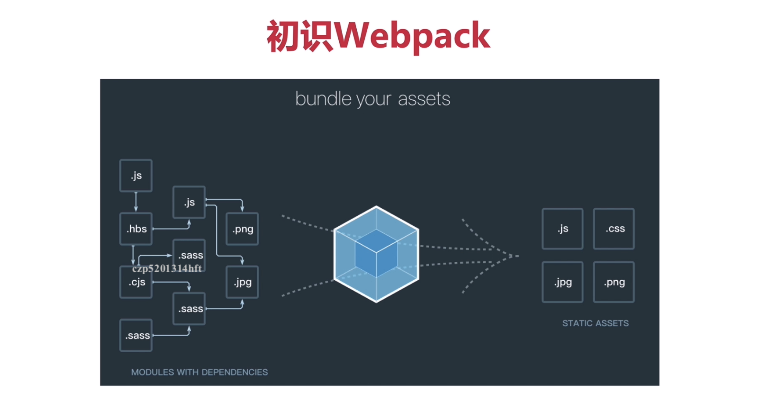 初识Webpack
bundle your assets
.js
.js
.hbs
.png
.sass
czp5201314hft
.cjs
.jpg
.sass
.sass
MODULES WITH DEPENDENCIES
.js
.css
.jpg
.png
STATIC ASSETS